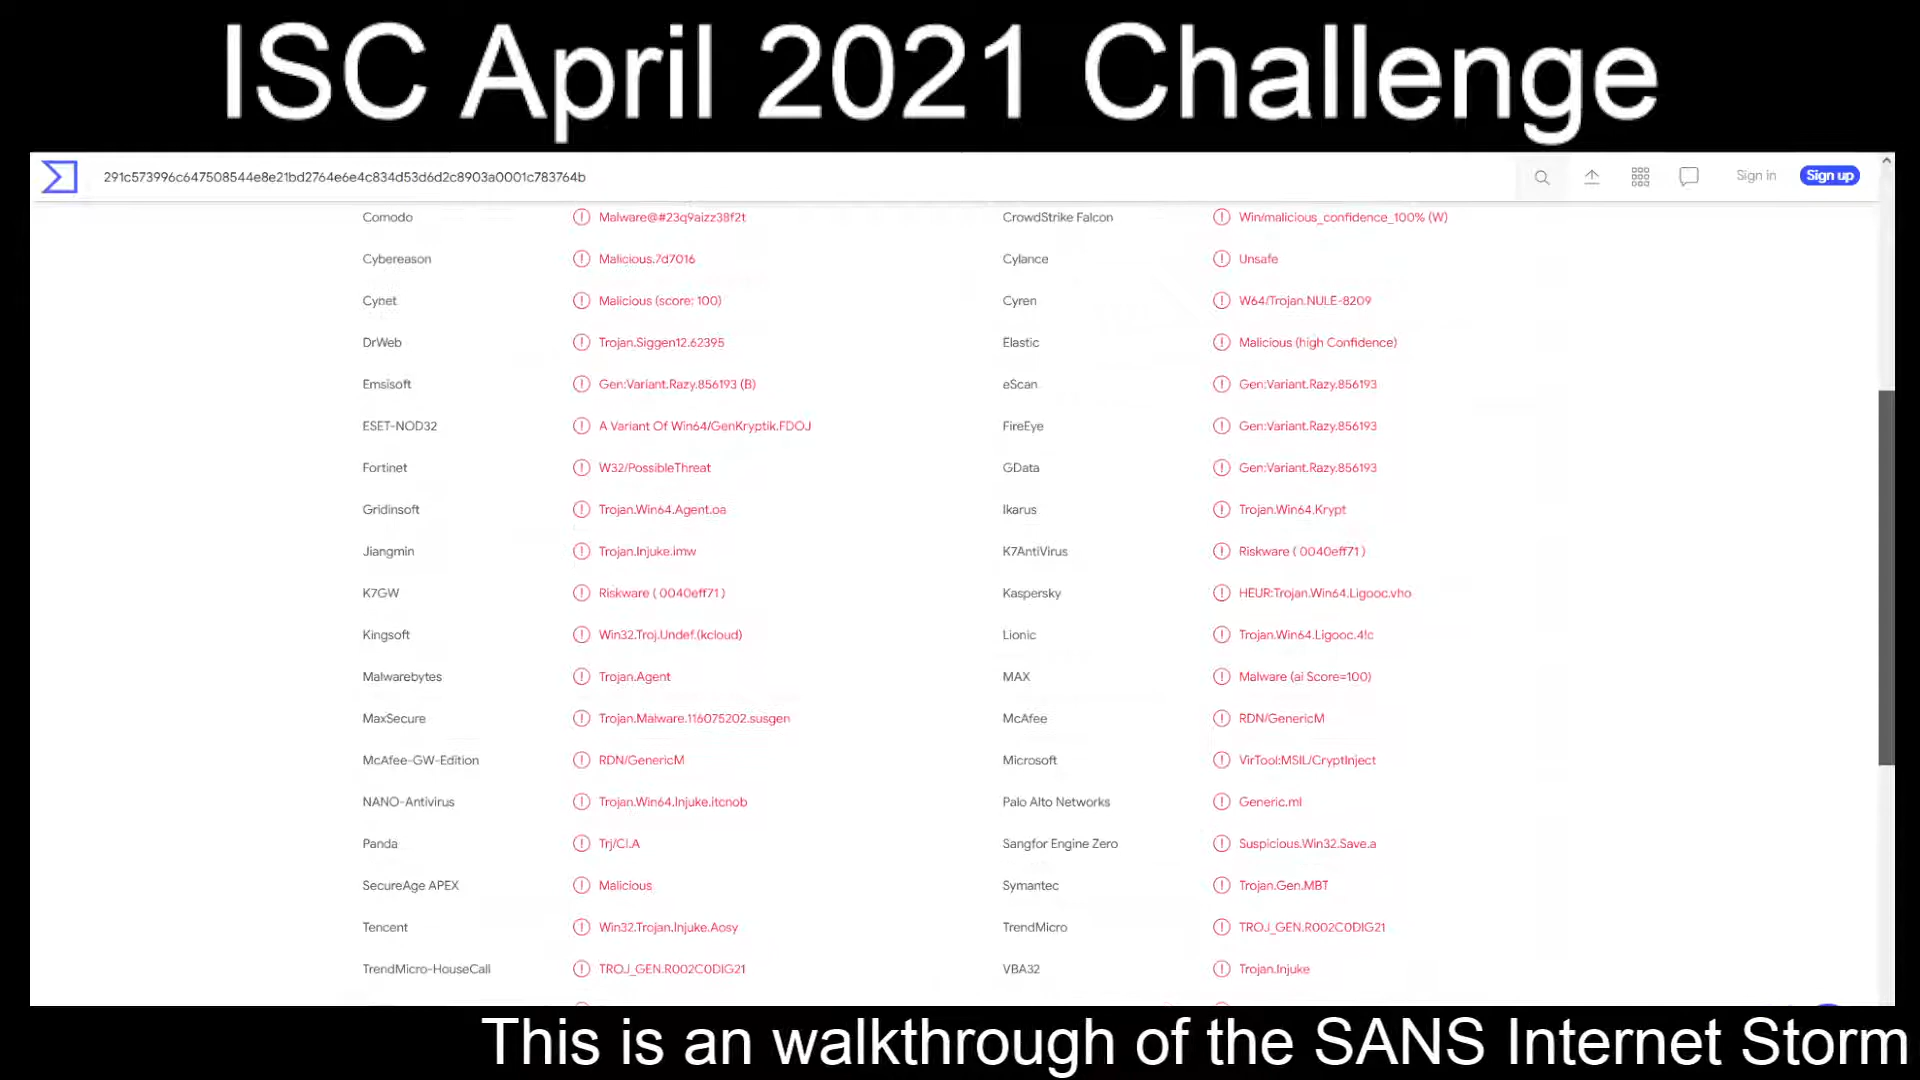 ISC April 2021 Challenge
291c573996c647508544e8e21bd2764e6e4c834d53d6d2c8903a0001c783764b Sign in Sign up
Comodo Malware@#23q9aizz38f2t CrowdStrike Falcon Win/malicious_confidence_100% (W)
Cybereason Malicious.7d7016 Cylance Unsafe
Cynet Malicious (score: 100) Cyren W64/Trojan.NULE-8209
DrWeb Trojan.Siggen12.62395 Elastic Malicious (high Confidence)
Emsisoft Gen:Variant.Razy.856193 (B) eScan Gen:Variant.Razy.856193
ESET-NOD32 A Variant Of Win64/GenKryptik.FDOJ FireEye Gen:Variant.Razy.856193
Fortinet W32/PossibleThreat GData Gen:Variant.Razy.856193
Gridinsoft Trojan.Win64.Agent.oa Ikarus Trojan.Win64.Krypt
Jiangmin Trojan.Injuke.imw K7AntiVirus Riskware ( 0040eff71 )
K7GW Riskware ( 0040eff71 ) Kaspersky HEUR:Trojan.Win64.Ligooc.vho
Kingsoft Win32.Troj.Undef.(kcloud) Lionic Trojan.Win64.Ligooc.4!c
Malwarebytes Trojan.Agent MAX Malware (ai Score=100)
MaxSecure Trojan.Malware.116075202.susgen McAfee RDN/GenericM
McAfee-GW-Edition RDN/GenericM Microsoft VirTool:MSIL/CryptInject
NANO-Antivirus Trojan.Win64.Injuke.itcnob Palo Alto Networks Generic.ml
Panda Trj/CI.A Sangfor Engine Zero Suspicious.Win32.Save.a
SecureAge APEX Malicious Symantec Trojan.Gen.MBT
Tencent Win32.Trojan.Injuke.Aosy TrendMicro TROJ_GEN.R002C0DIG21
TrendMicro-HouseCall TROJ_GEN.R002C0DIG21 VBA32 Trojan.Injuke
This is an walkthrough of the SANS Internet Storm